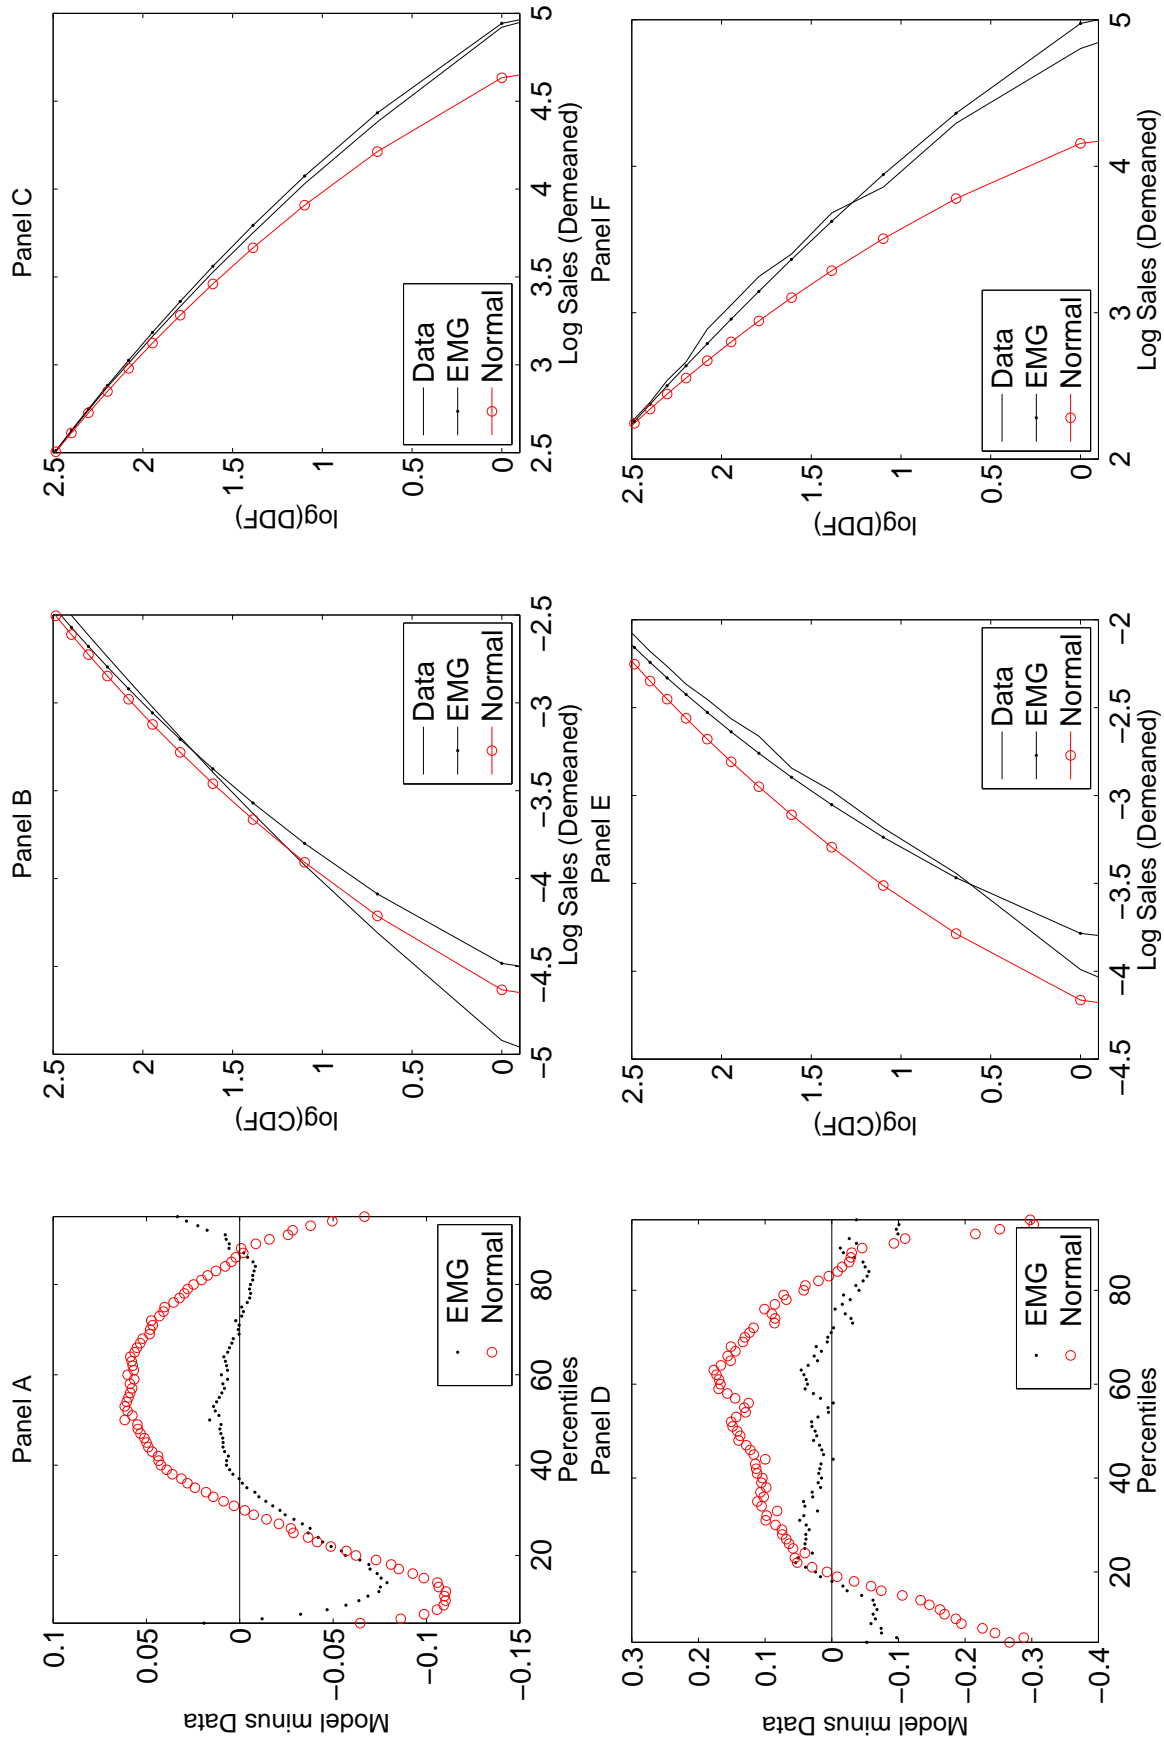 Panel A
0.1
0.05
0
−0.05
−0.1
−0.15
Model minus Data
20
40
60
80
Percentiles
EMG
Normal
Panel B
2.5
2
1.5
1
0.5
0
log(CDF)
−5
−4.5
−4
−3.5
−3
−2.5
Log Sales (Demeaned)
Data
EMG
Normal
Panel C
2.5
2
1.5
1
0.5
0
log(DDF)
2.5
3
3.5
4
4.5
5
Log Sales (Demeaned)
Data
EMG
Normal
Panel D
0.3
0.2
0.1
0
−0.1
−0.2
−0.3
−0.4
Model minus Data
20
40
60
80
Percentiles
EMG
Normal
Panel E
2.5
2
1.5
1
0.5
0
log(CDF)
−4.5
−4
−3.5
−3
−2.5
−2
Log Sales (Demeaned)
Data
EMG
Normal
Panel F
2.5
2
1.5
1
0.5
0
log(DDF)
2
3
4
5
Log Sales (Demeaned)
Data
EMG
Normal